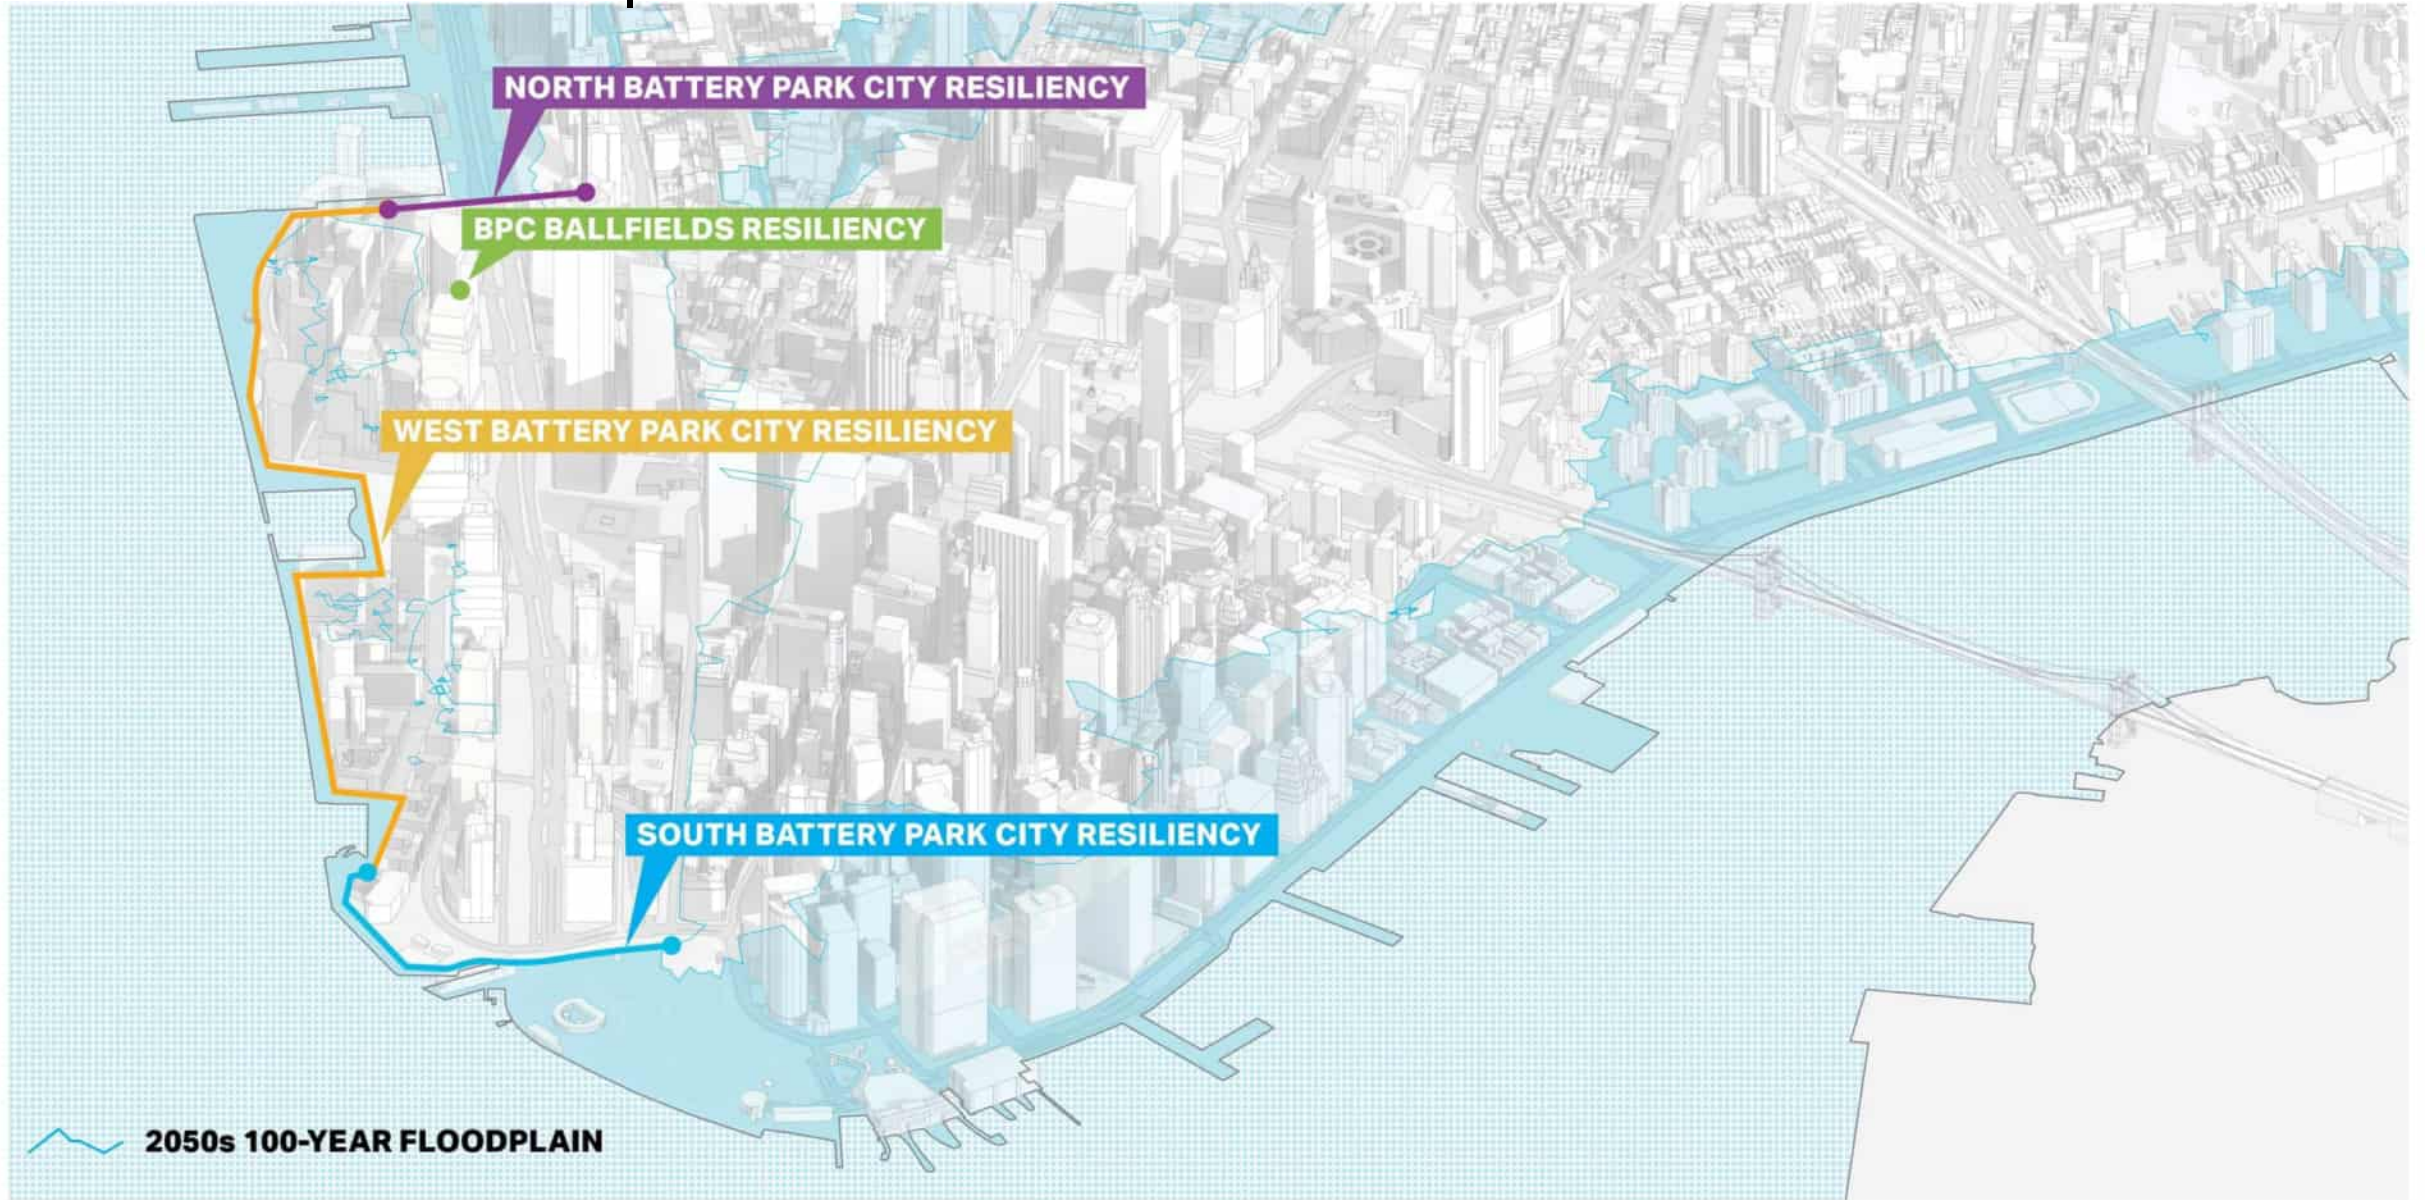 NORTH BATTERY PARK CITY RESILIENCY
BPC BALLFIELDS RESILIENCY
WEST BATTERY PARK CITY RESILIENCY
SOUTH BATTERY PARK CITY RESILIENCY
2050s 100-YEAR FLOODPLAIN